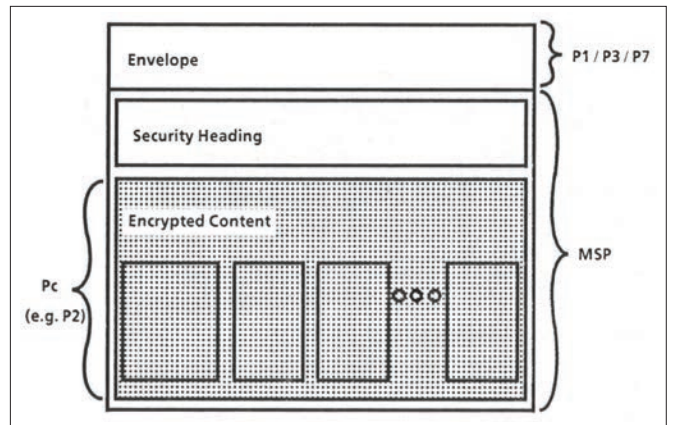 Envelope
P1 / P3 / P7
Security Heading
Encrypted Content
MSP
Pc
(e.g. P2)